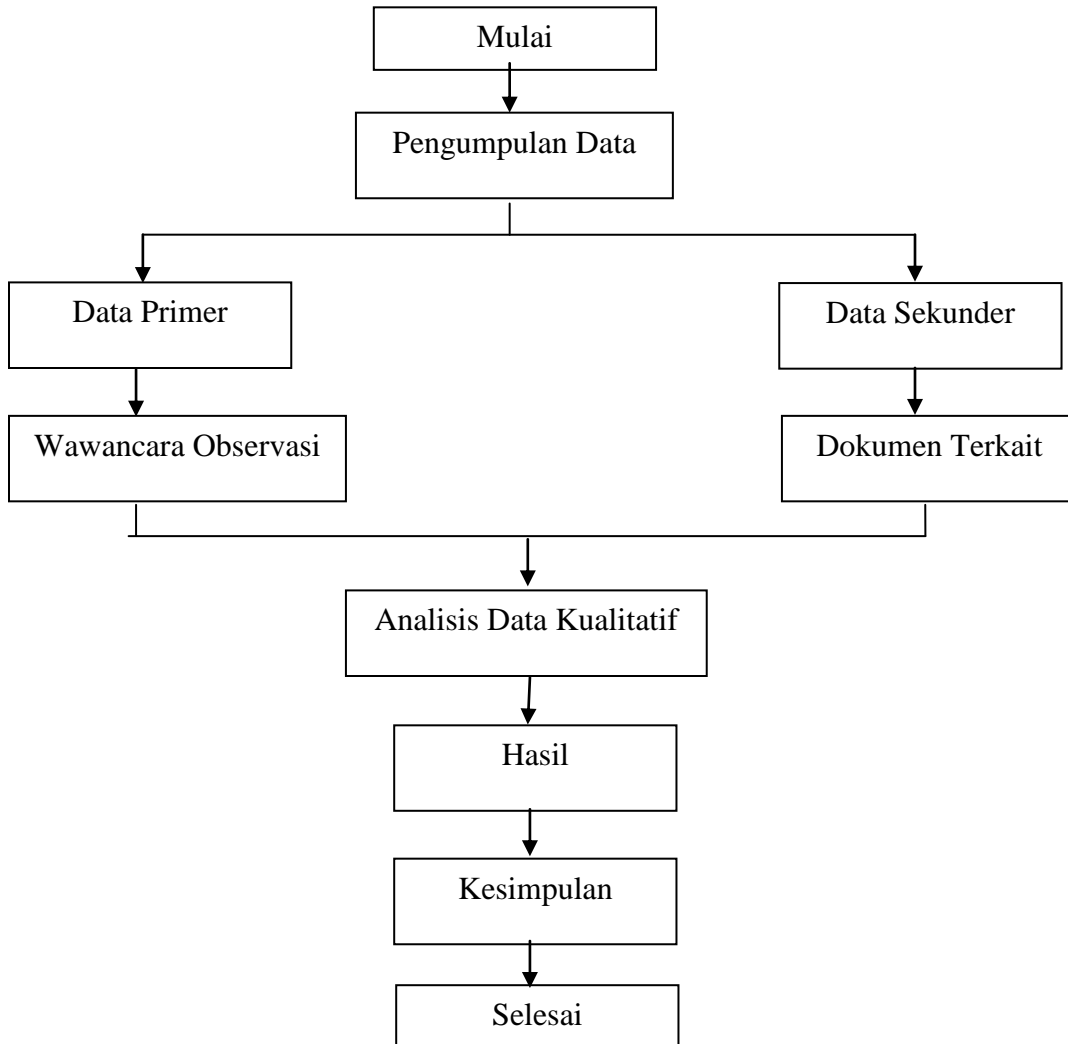 Mulai
Pengumpulan Data
Data Primer
Data Sekunder
Wawancara Observasi
Dokumen Terkait
Analisis Data Kualitatif
Hasil
Kesimpulan
Selesai